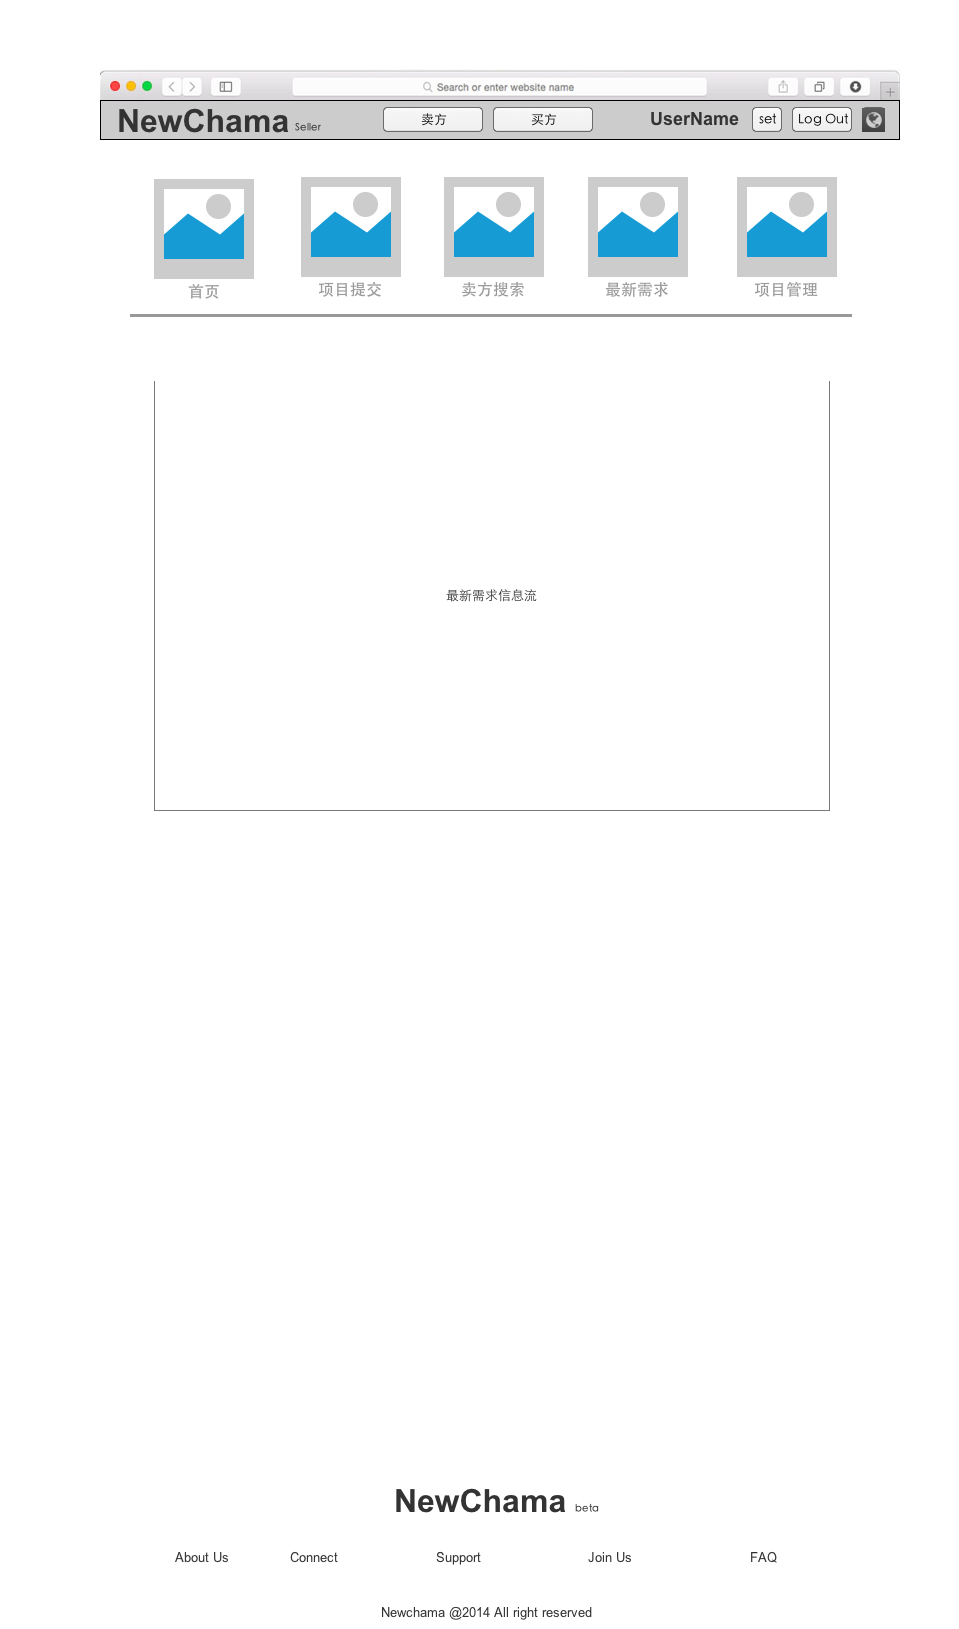 Search or enter website name
NewChama Seller 卖方 买方 UserName set Log Out
首页 项目提交 卖方搜索 最新需求 项目管理
最新需求信息流
NewChama beta
About Us Connect Support Join Us FAQ
Newchama @2014 All right reserved